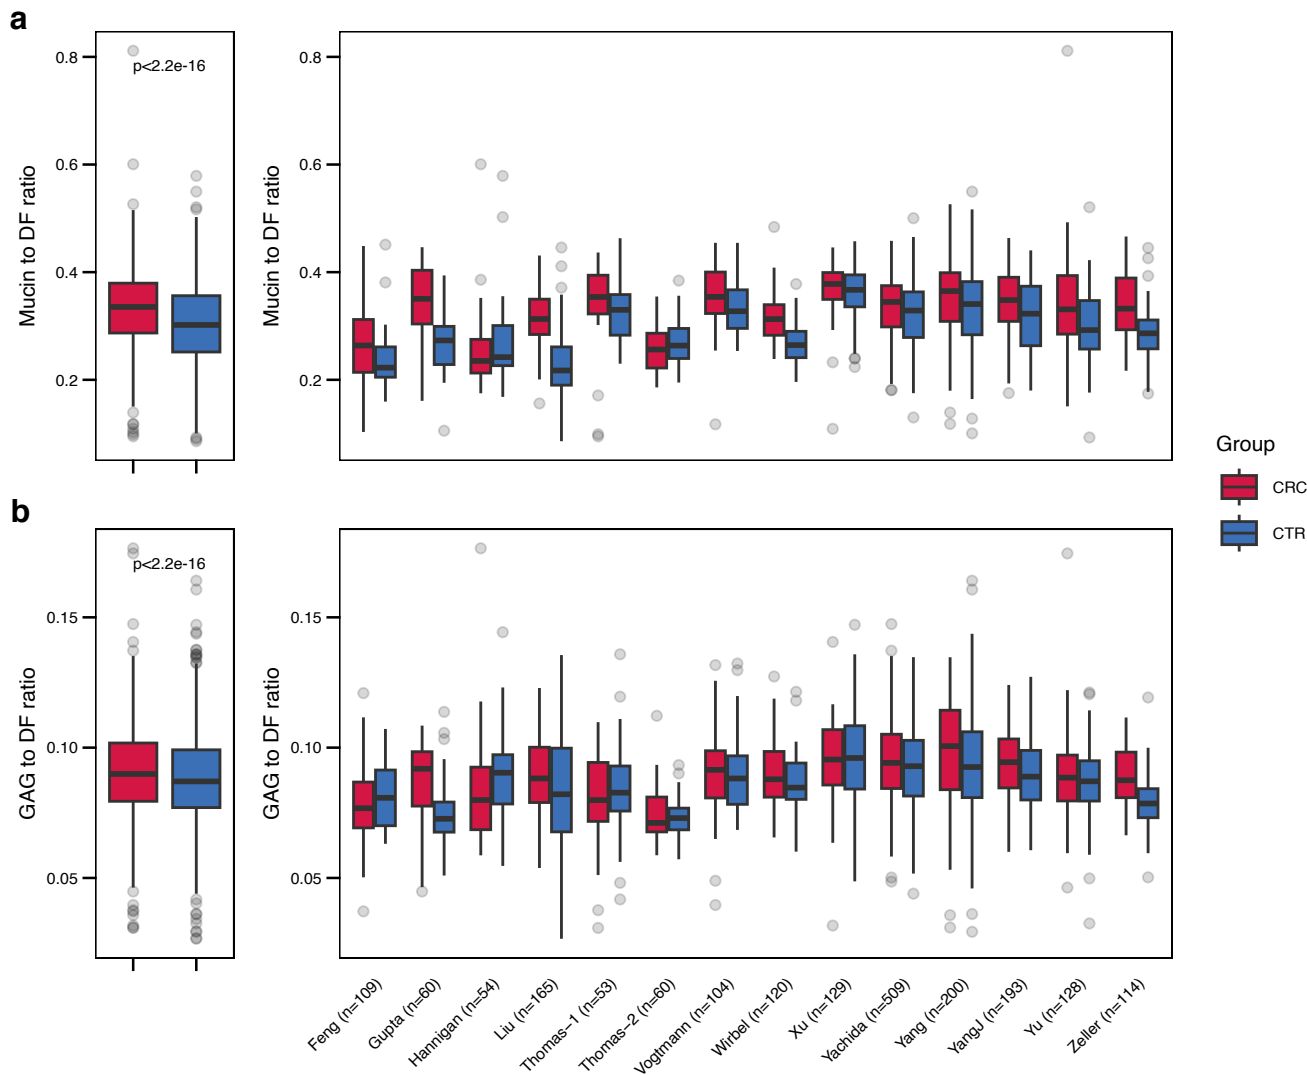 a
Mucin to DF ratio
0.8
0.6
0.4
0.2
p<2.2e-16
Mucin to DF ratio
0.8
0.6
0.4
0.2
Group
CRC
CTR
b
GAG to DF ratio
0.15
0.10
0.05
p<2.2e-16
GAG to DF ratio
0.15
0.10
0.05
Feng (n=109)
Gupta (n=60)
Hannigan (n=54)
Liu (n=165)
Thomas−1 (n=53)
Thomas−2 (n=60)
Vogtmann (n=104)
Wirbel (n=120)
Xu (n=129)
Yachida (n=509)
Yang (n=200)
YangJ (n=193)
Yu (n=128)
Zeller (n=114)